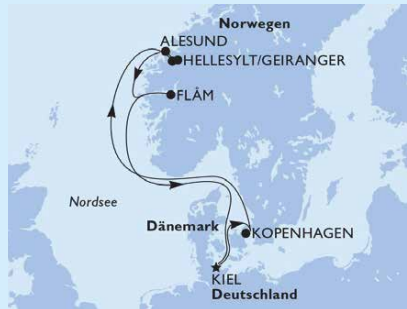 Norwegen
ALESUND
HELLESYLT/GEIRANGER
FLÅM
Nordsee
Dänemark
KOPENHAGEN
KIEL
Deutschland